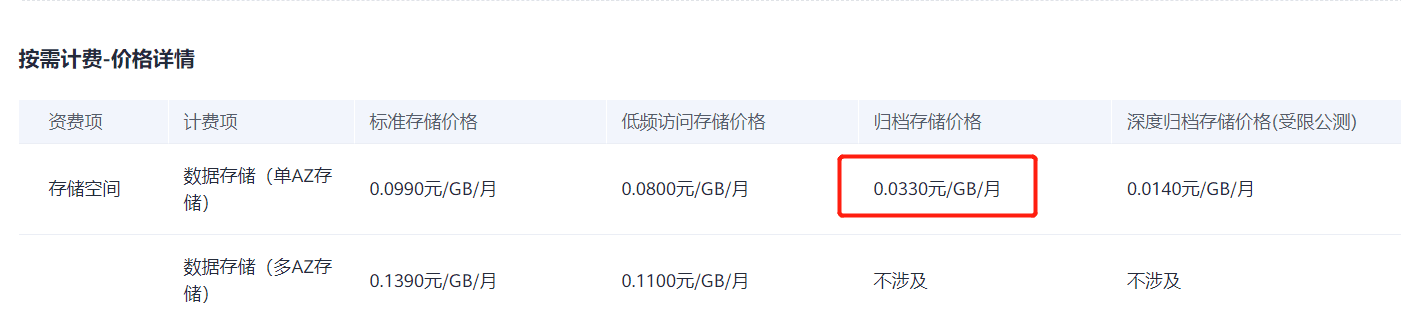 按需计费-价格详情
资费项 计费项 标准存储价格 低频访问存储价格 归档存储价格 深度归档存储价格(受限公测)
存储空间 数据存储（单AZ存储） 0.0990元/GB/月 0.0800元/GB/月 0.0330元/GB/月 0.0140元/GB/月
数据存储（多AZ存储） 0.1390元/GB/月 0.1100元/GB/月 不涉及 不涉及